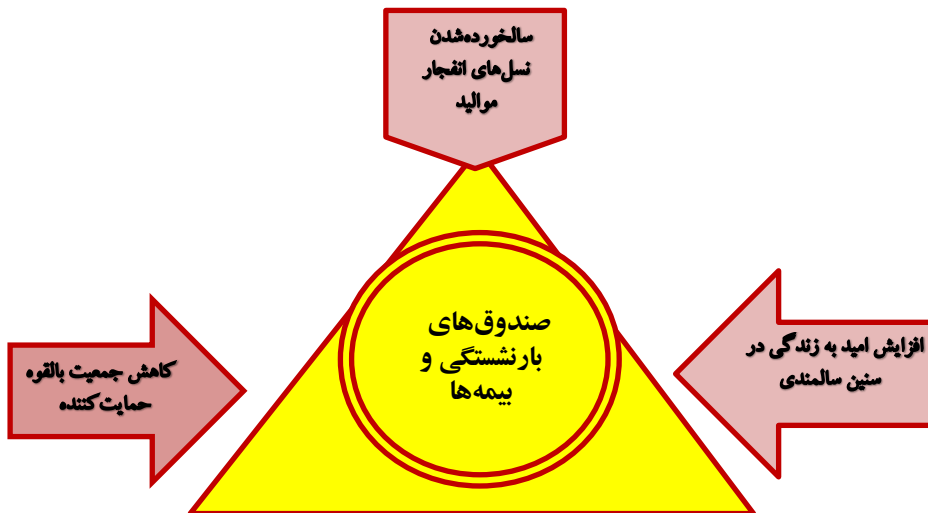 سالخورده‌شدن
نسل‌های انفجار
موالید
صندوق‌های
بارنشستگی و
بیمه‌ها
افزایش امید به زندگی در
سنین سالمندی
کاهش جمعیت بالقوه
حمایت‌کننده